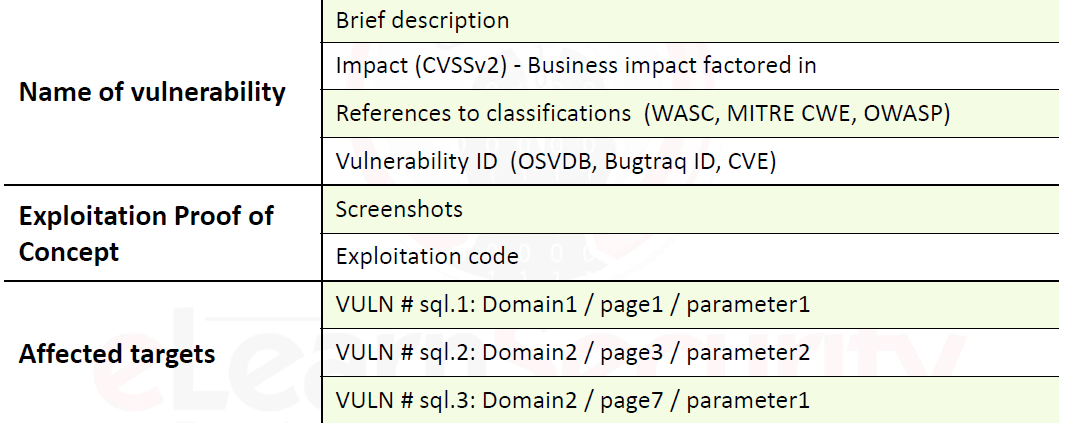 Brief description
Name of vulnerability
Impact (CVSSv2) - Business impact factored in
References to classifications (WASC, MITRE CWE, OWASP)
Vulnerability ID (OSVDB, Bugtraq ID, CVE)
Exploitation Proof of
Concept
Screenshots
Exploitation code
Affected targets
VULN # sql.1: Domain1 / page1 / parameter1
VULN # sql.2: Domain2 / page3 / parameter2
VULN # sql.3: Domain2 / page7 / parameter1
eLearnSecurity